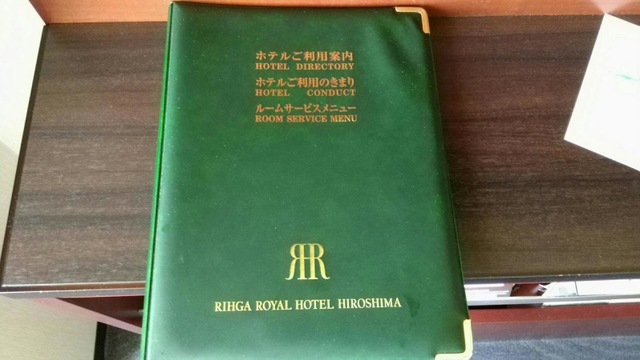 ホテルご利用案内
HOTEL DIRECTORY
ホテルご利用のきまり
HOTEL CONDUCT
ルームサービスメニュー
ROOM SERVICE MENU
RR
RIHGA ROYAL HOTEL HIROSHIMA